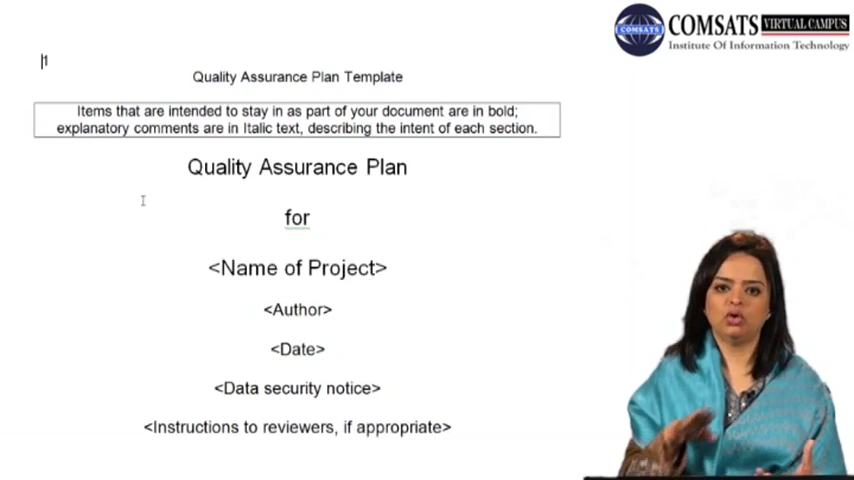 COMSATS VIRTUAL CAMPUS
COMSATS
Institute Of Information Technology
1
Quality Assurance Plan Template
Items that are intended to stay in as part of your document are in bold;
explanatory comments are in Italic text, describing the intent of each section.
Quality Assurance Plan
for
<Name of Project>
<Author>
<Date>
<Data security notice>
<Instructions to reviewers, if appropriate>